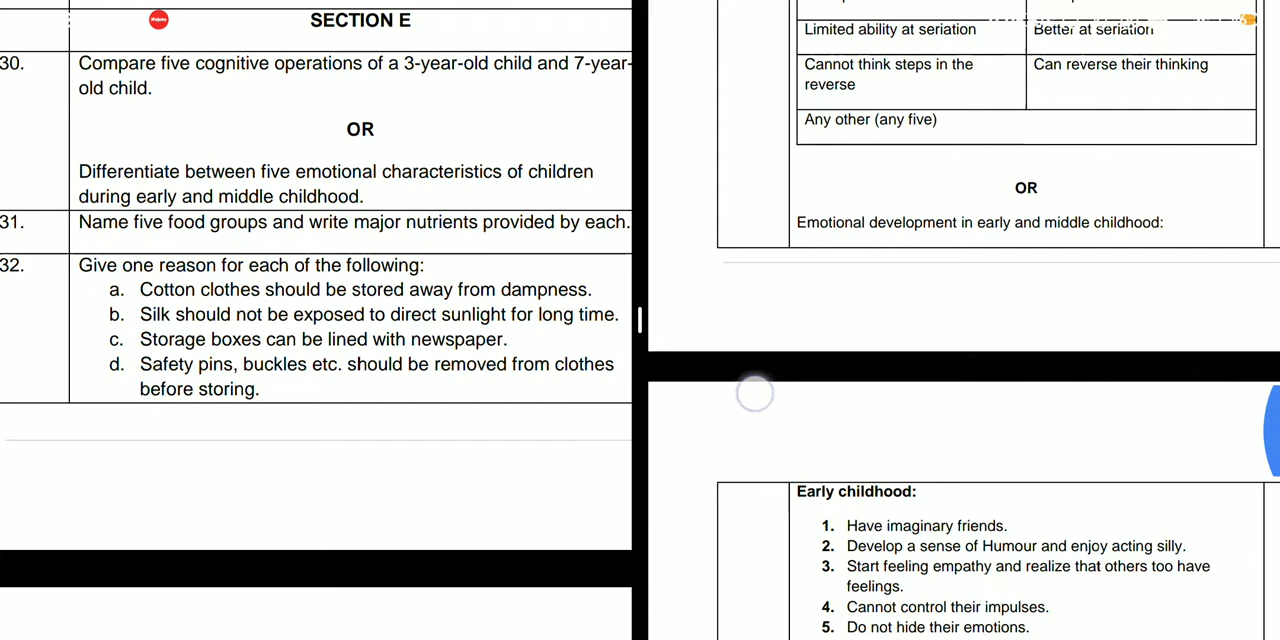 SECTION E
30.
Compare five cognitive operations of a 3-year-old child and 7-year-
old child.
OR
Differentiate between five emotional characteristics of children
during early and middle childhood.
31.
Name five food groups and write major nutrients provided by each.
32.
Give one reason for each of the following:
a. Cotton clothes should be stored away from dampness.
b. Silk should not be exposed to direct sunlight for long time.
c. Storage boxes can be lined with newspaper.
d. Safety pins, buckles etc. should be removed from clothes
before storing.
Limited ability at seriation
Better at seriation
Cannot think steps in the
reverse
Can reverse their thinking
Any other (any five)
OR
Emotional development in early and middle childhood:
Early childhood:
1. Have imaginary friends.
2. Develop a sense of Humour and enjoy acting silly.
3. Start feeling empathy and realize that others too have
feelings.
4. Cannot control their impulses.
5. Do not hide their emotions.